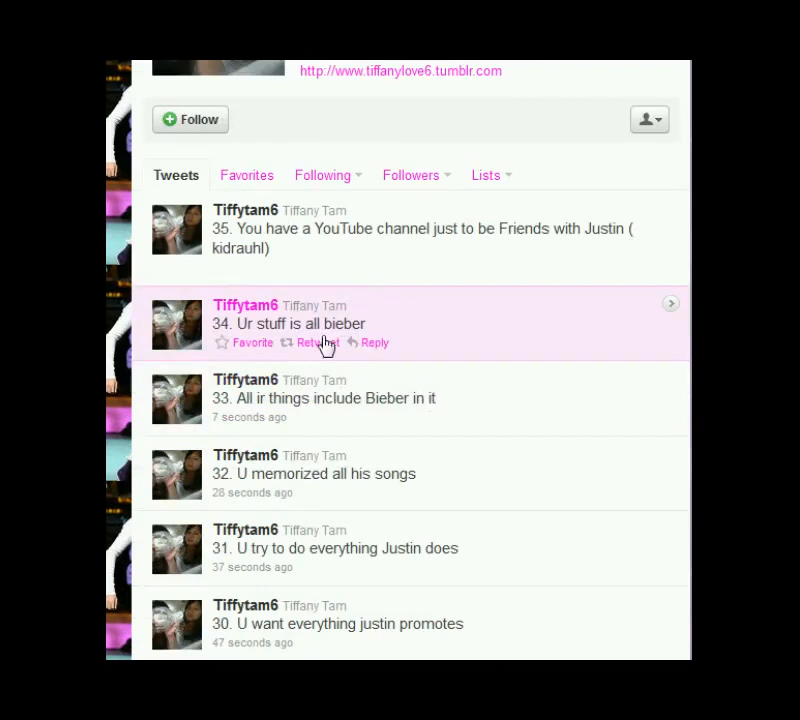 http://www.tiffanylove6.tumblr.com
Follow
Tweets Favorites Following Followers Lists
Tiffytam6 Tiffany Tam
35. You have a YouTube channel just to be Friends with Justin (
kidrauhl)
Tiffytam6 Tiffany Tam
34. Ur stuff is all bieber
Favorite Retweet Reply
Tiffytam6 Tiffany Tam
33. All ir things include Bieber in it
7 seconds ago
Tiffytam6 Tiffany Tam
32. U memorized all his songs
28 seconds ago
Tiffytam6 Tiffany Tam
31. U try to do everything Justin does
37 seconds ago
Tiffytam6 Tiffany Tam
30. U want everything justin promotes
47 seconds ago